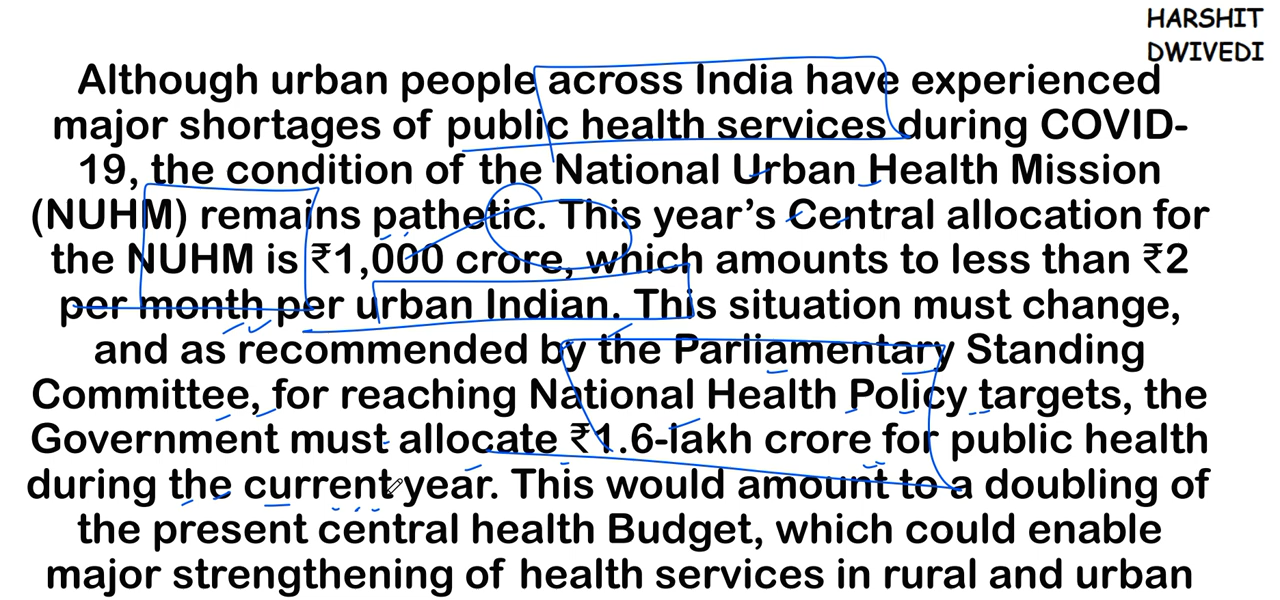 HARSHIT
DWIVEDI
Although urban people across India have experienced
major shortages of public health services during COVID-
19, the condition of the National Urban Health Mission
(NUHM) remains pathetic. This year's Central allocation for
the NUHM is ₹1,000 crore, which amounts to less than ₹2
per month per urban Indian. This situation must change,
and as recommended by the Parliamentary Standing
Committee, for reaching National Health Policy targets, the
Government must allocate ₹1.6-lakh crore for public health
during the current year. This would amount to a doubling of
the present central health Budget, which could enable
major strengthening of health services in rural and urban